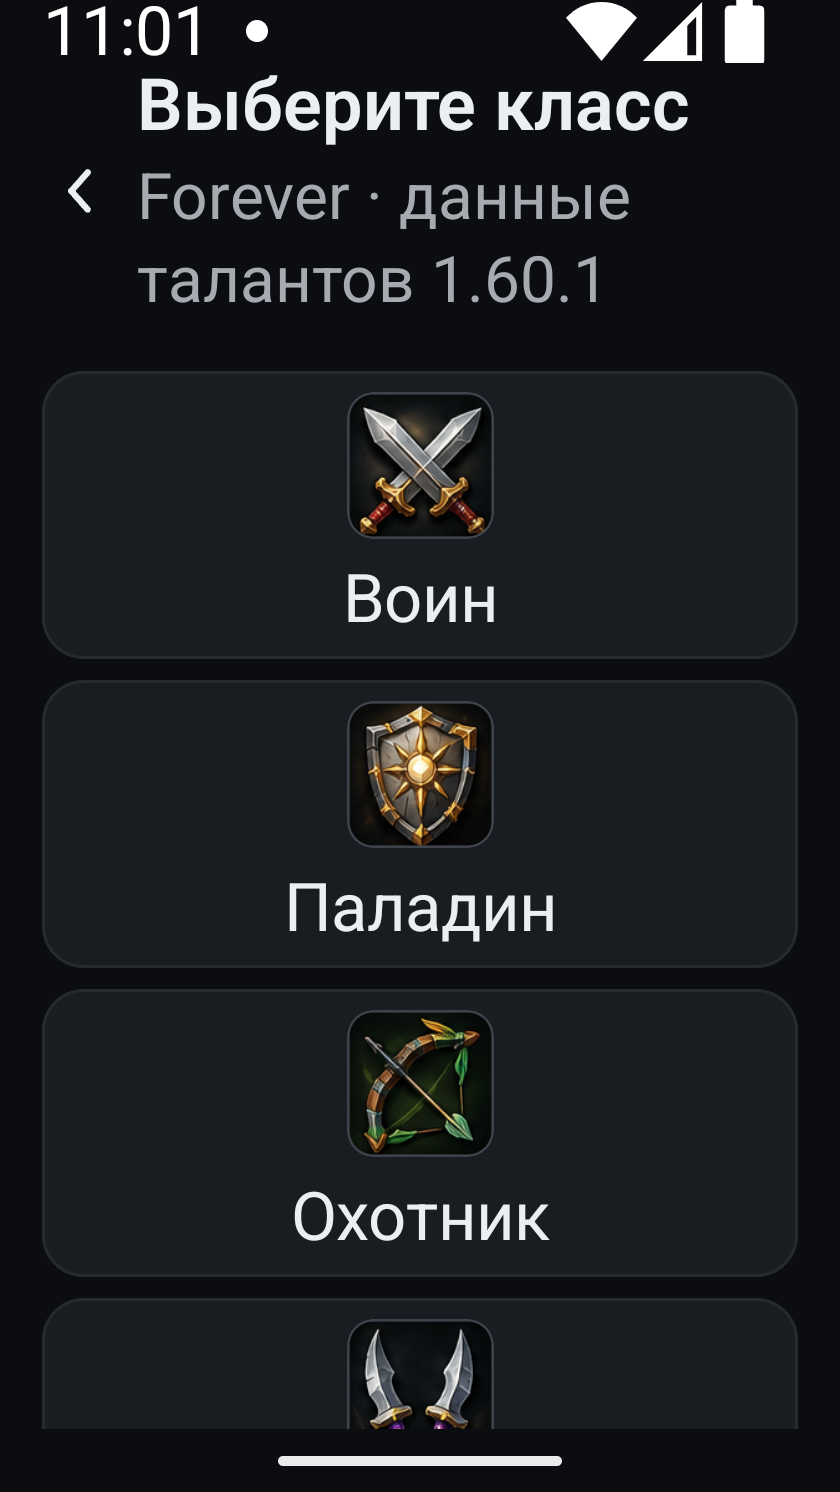 11:01
Выберите класс
Forever · данные
талантов 1.60.1
Воин
Паладин
Охотник